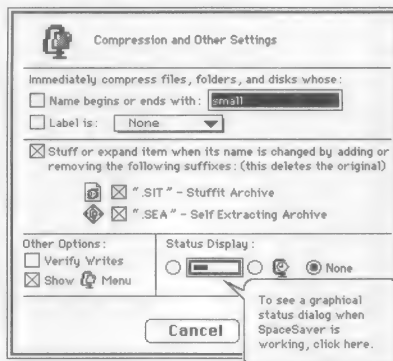 Compression and Other Settings
Immediately compress files, folders, and disks whose:
Name begins or ends with: small
Label is: None
Stuff or expand item when its name is changed by adding or
removing the following suffixes: (this deletes the original)
".SIT" - Stuffit Archive
".SEA" - Self Extracting Archive
Other Options:
Verify Writes
Show Menu
Status Display:
None
To see a graphical
status dialog when
SpaceSaver is
working, click here.
Cancel